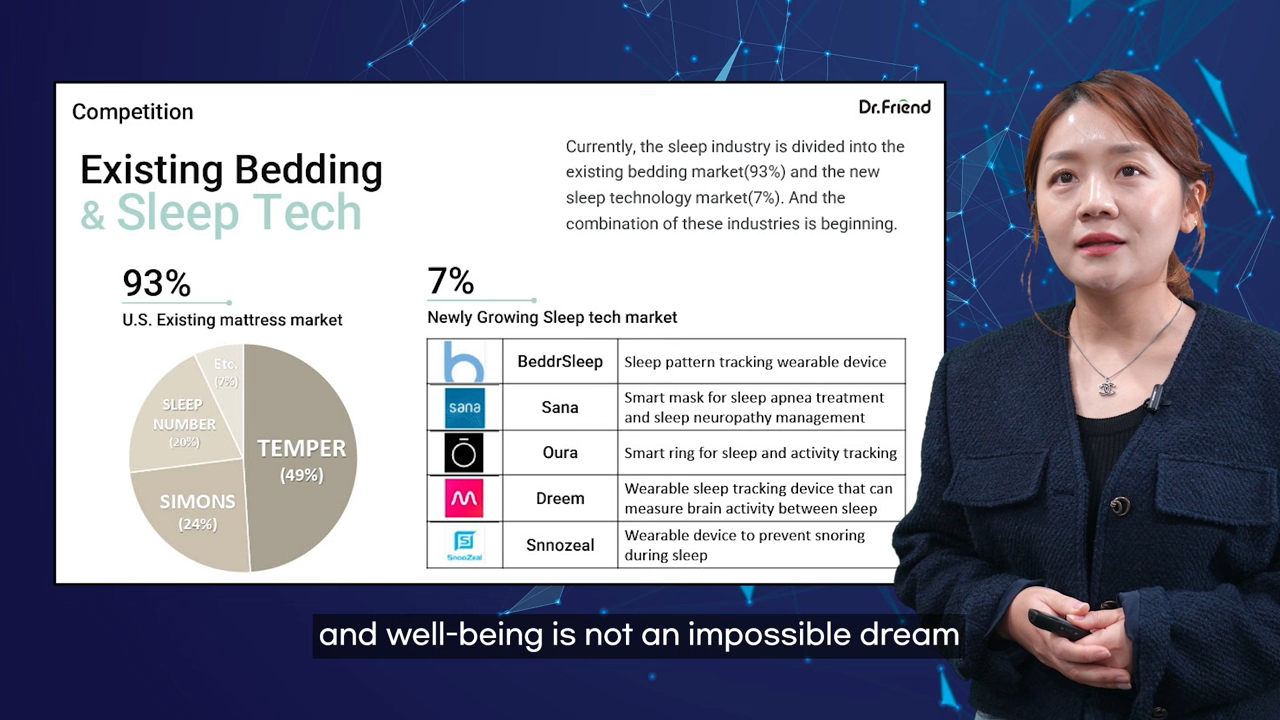 Competition
Dr.Friend
Existing Bedding
& Sleep Tech
Currently, the sleep industry is divided into the
existing bedding market(93%) and the new
sleep technology market(7%). And the
combination of these industries is beginning.
93%
U.S. Existing mattress market
Etc.
(7%)
SLEEP
NUMBER
(20%)
TEMPER
(49%)
SIMONS
(24%)
7%
Newly Growing Sleep tech market
b
BeddrSleep
Sleep pattern tracking wearable device
sana
Sana
Smart mask for sleep apnea treatment
and sleep neuropathy management
Oura
Smart ring for sleep and activity tracking
Dreem
Wearable sleep tracking device that can
measure brain activity between sleep
SnooZeal
Snnozeal
Wearable device to prevent snoring
during sleep
and well-being is not an impossible dream